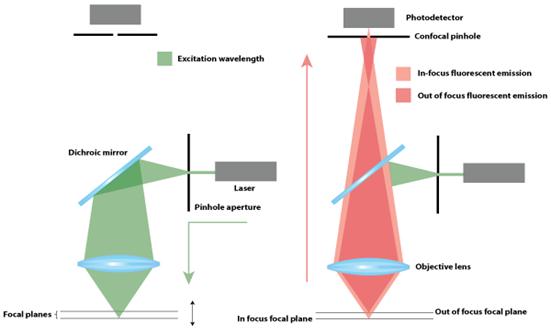 Photodetector
Confocal pinhole
Excitation wavelength
In-focus fluorescent emission
Out of focus fluorescent emission
Dichroic mirror
Laser
Pinhole aperture
Objective lens
Focal planes
In focus focal plane
Out of focus focal plane